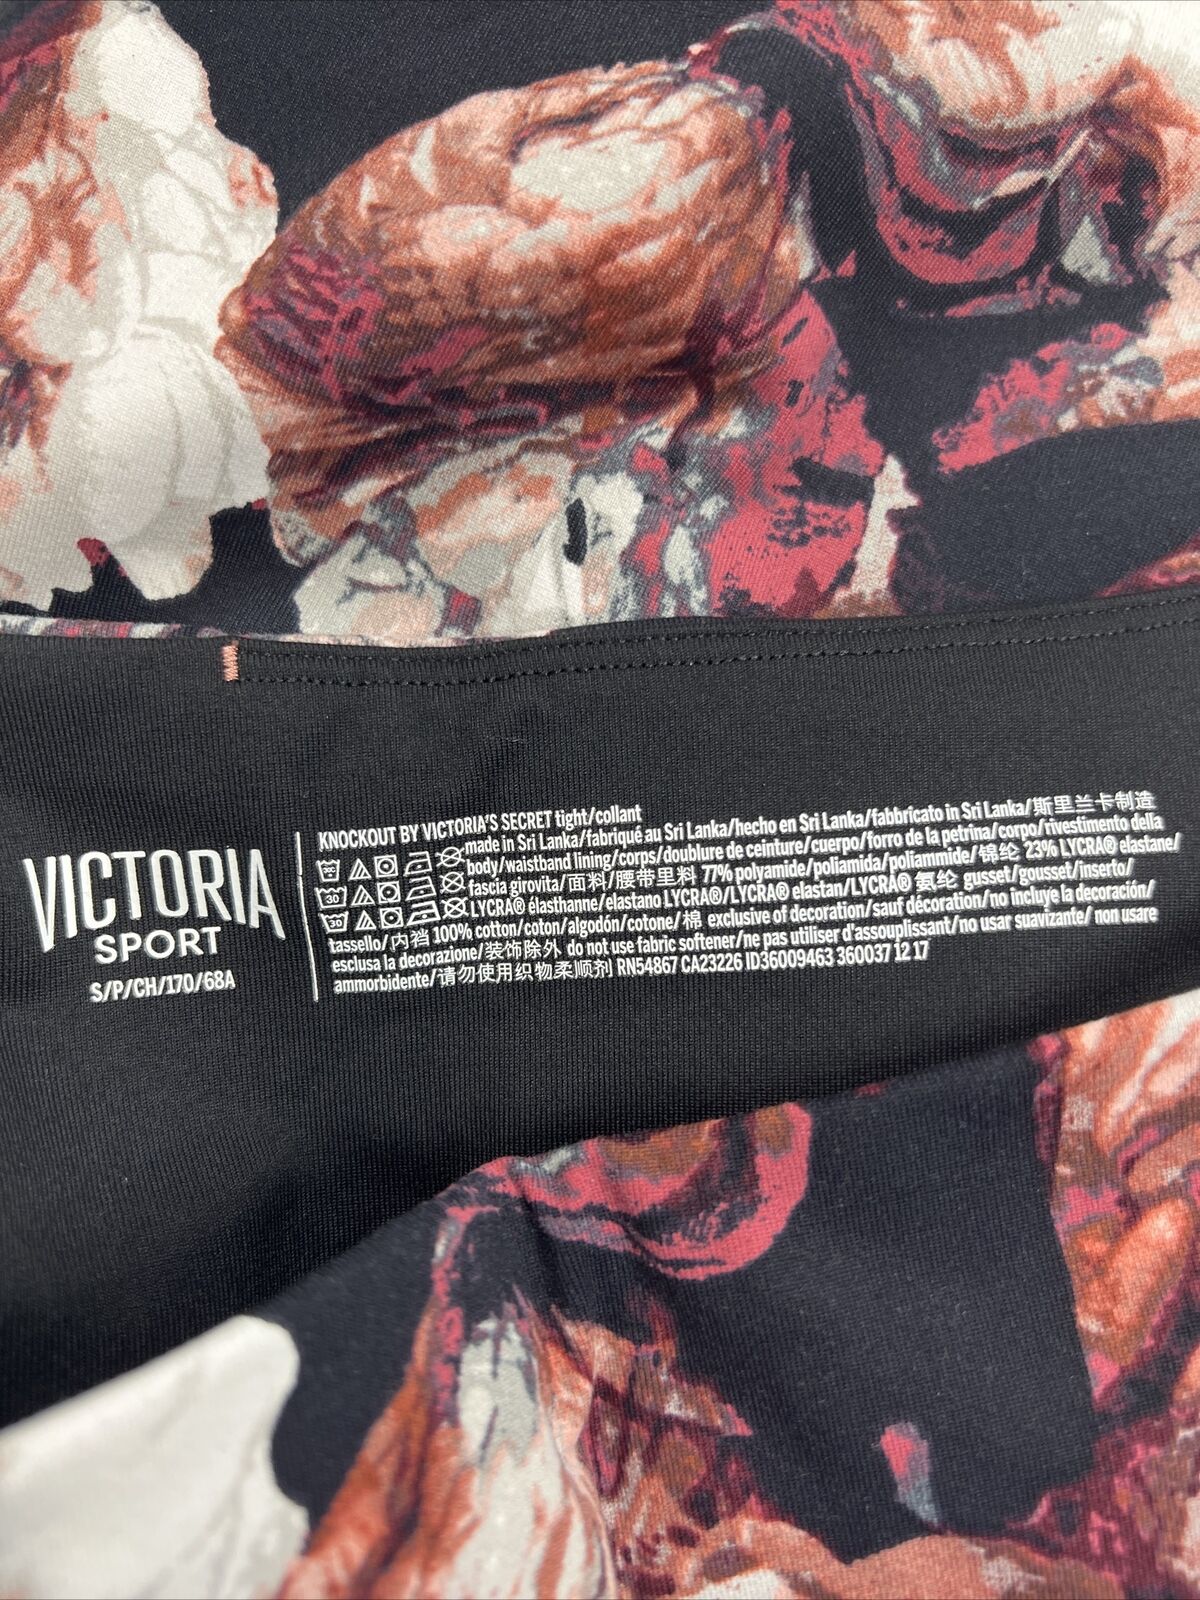 VICTORIA
SPORT
S/P/CH/170/68A
KNOCKOUT BY VICTORIA'S SECRET tight/collant
made in Sri Lanka/fabriqué au Sri Lanka/hecho en Sri Lanka/fabbricato in Sri Lanka/斯里兰卡制造
body/waistband lining/corps/doublure de ceinture/cuerpo/forro de la petrina/corpo/rivestimento della
fascia girovita/面料/腰带里料 77% polyamide/poliamida/poliammide/锦纶 23% LYCRA® elastane/
LYCRA® élasthanne/elastano LYCRA®/LYCRA® elastan/LYCRA® 氨纶 gusset/gousset/inserto/
tassello/内裆 100% cotton/coton/algodón/cotone/棉 exclusive of decoration/sauf décoration/no incluye la decoración/
esclusa la decorazione/装饰除外 do not use fabric softener/ne pas utiliser d'assouplissant/no usar suavizante/ non usare
ammorbidente/请勿使用织物柔顺剂 RN54867 CA23226 ID36009463 360037 12 17